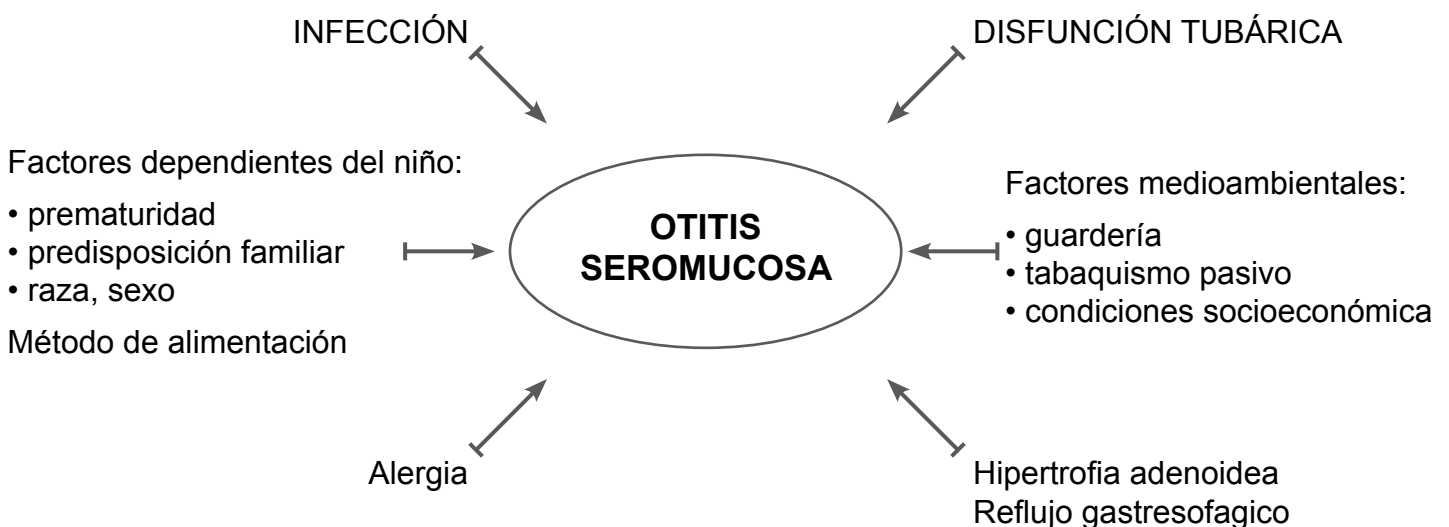 INFECCIÓN
DISFUNCIÓN TUBÁRICA
Factores dependientes del niño:
• prematuridad
• predisposición familiar
• raza, sexo
Método de alimentación
OTITIS
SEROMUCOSA
Factores medioambientales:
• guardería
• tabaquismo pasivo
• condiciones socioeconómica
Alergia
Hipertrofia adenoidea
Reflujo gastresofagico